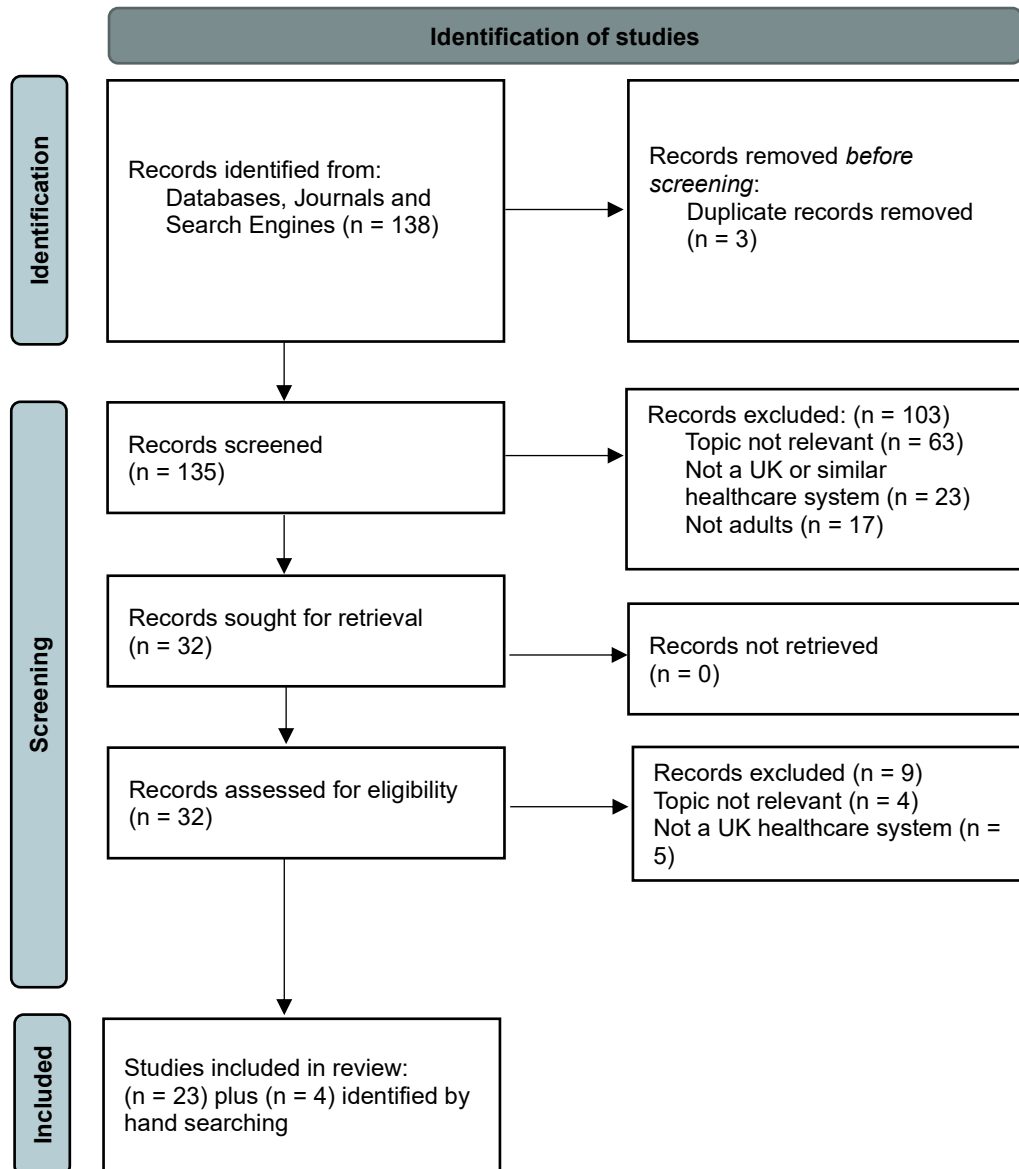 Identification of studies
Identification
Records identified from:
Databases, Journals and
Search Engines (n = 138)
Records removed before
screening:
Duplicate records removed
(n = 3)
Screening
Records screened
(n = 135)
Records excluded: (n = 103)
Topic not relevant (n = 63)
Not a UK or similar
healthcare system (n = 23)
Not adults (n = 17)
Records sought for retrieval
(n = 32)
Records not retrieved
(n = 0)
Records assessed for eligibility
(n = 32)
Records excluded (n = 9)
Topic not relevant (n = 4)
Not a UK healthcare system (n =
5)
Included
Studies included in review:
(n = 23) plus (n = 4) identified by
hand searching